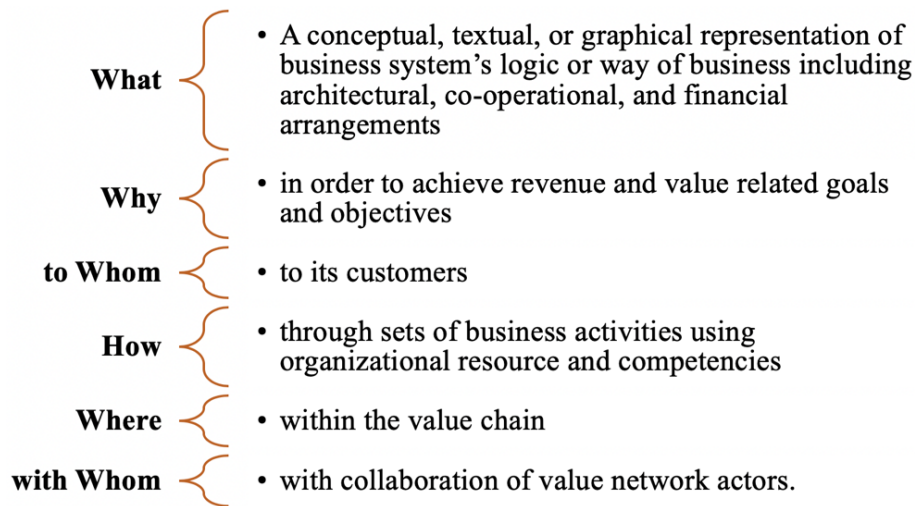 What
• A conceptual, textual, or graphical representation of
business system’s logic or way of business including
architectural, co-operational, and financial
arrangements
Why
• in order to achieve revenue and value related goals
and objectives
to Whom
• to its customers
How
• through sets of business activities using
organizational resource and competencies
Where
• within the value chain
with Whom
• with collaboration of value network actors.